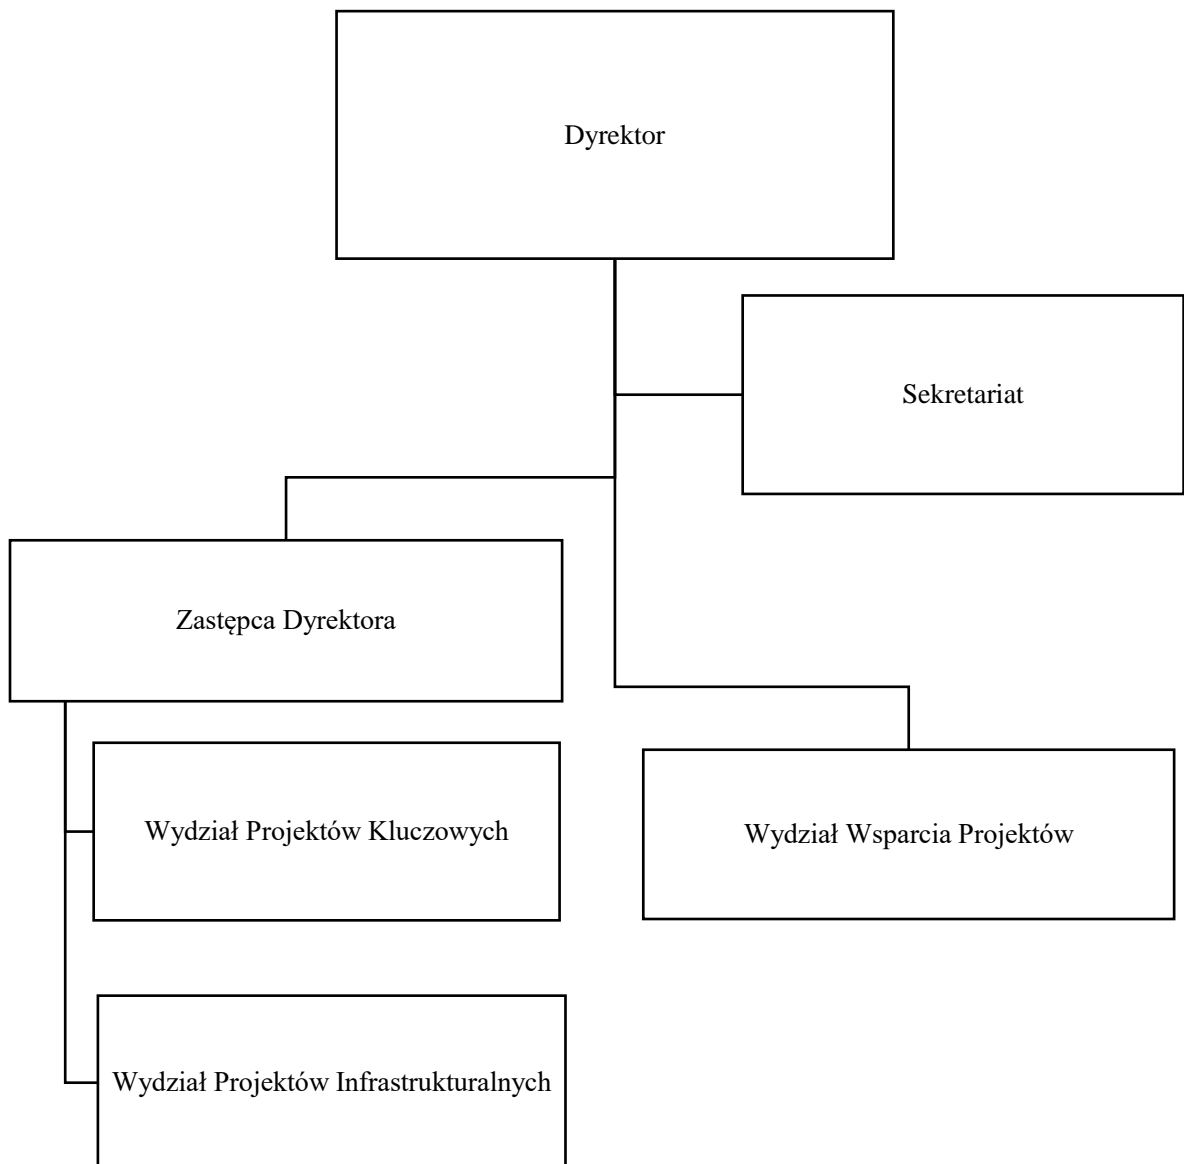 Dyrektor
Sekretariat
Zastępca Dyrektora
Wydział Projektów Kluczowych
Wydział Wsparcia Projektów
Wydział Projektów Infrastrukturalnych